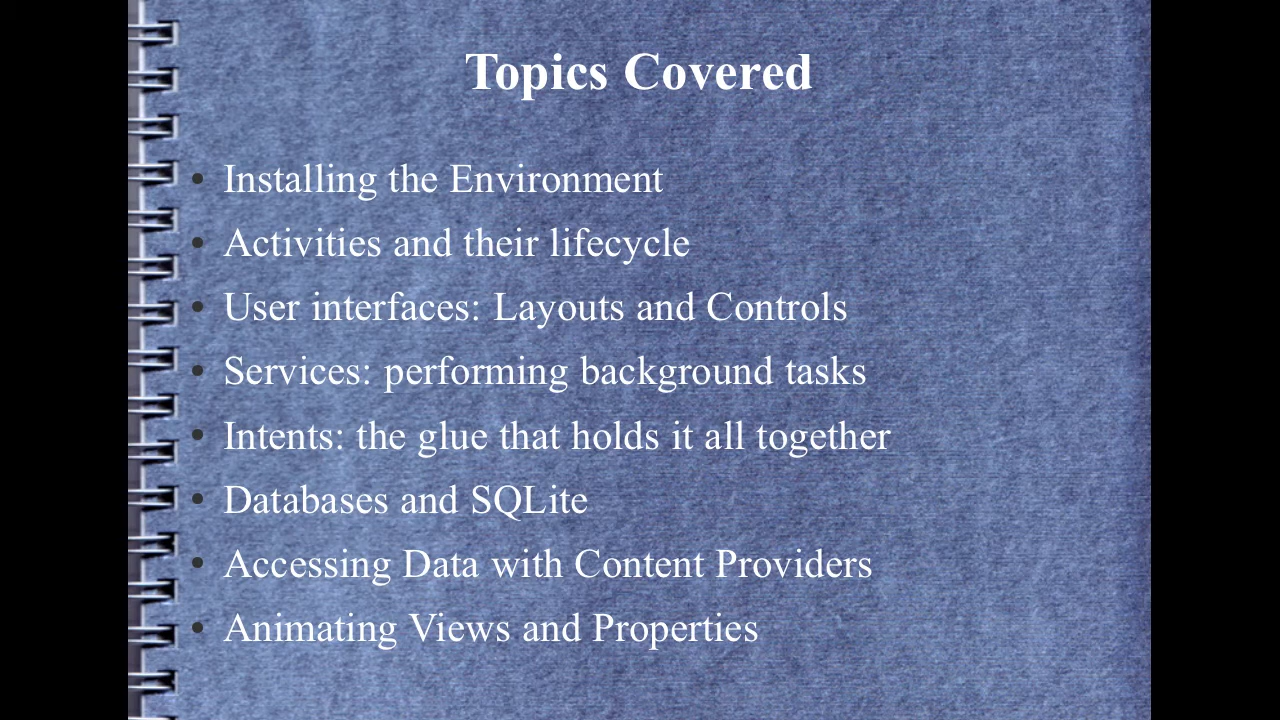 Topics Covered
• Installing the Environment
• Activities and their lifecycle
• User interfaces: Layouts and Controls
• Services: performing background tasks
• Intents: the glue that holds it all together
• Databases and SQLite
• Accessing Data with Content Providers
• Animating Views and Properties